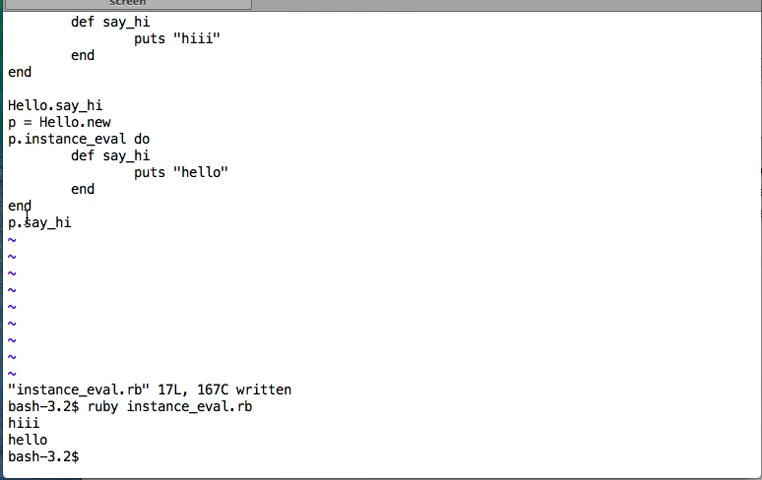 screen
def say_hi
puts "hiii"
end
end
Hello.say_hi
p = Hello.new
p.instance_eval do
def say_hi
puts "hello"
end
end
p.say_hi
~
~
~
~
~
~
~
~
~
"instance_eval.rb" 17L, 167C written
bash-3.2$ ruby instance_eval.rb
hiii
hello
bash-3.2$